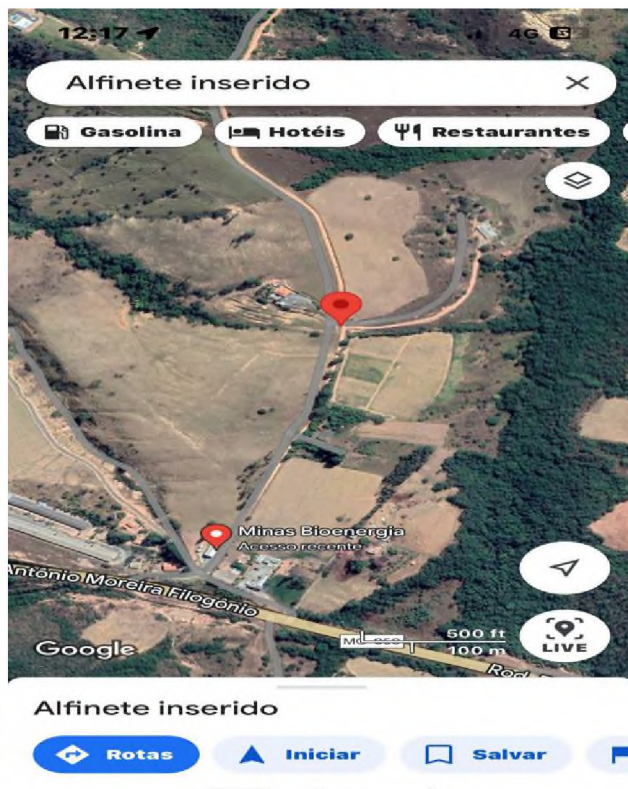 12:17
4G
Alfinete inserido
Gasolina
Hotéis
Restaurantes
Minas Bioenergia
Acesso recente
Antônio Moreira Filogônio
Google
500 ft
100 m
LIVE
Rod.
Alfinete inserido
Rotas
Iniciar
Salvar